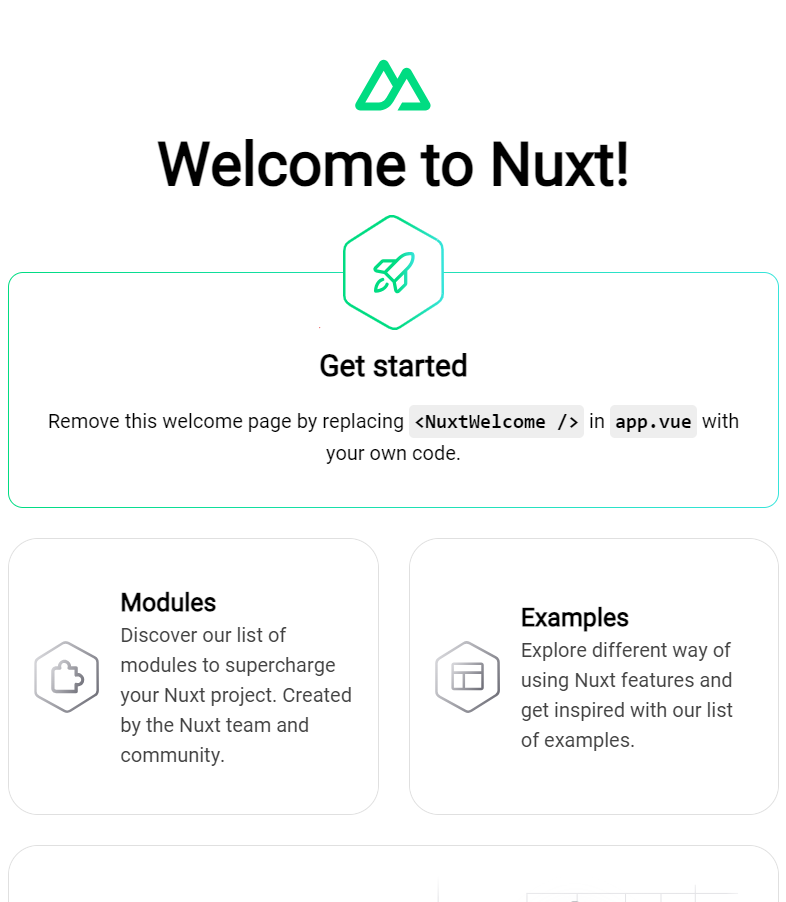 Welcome to Nuxt!
Get started
Remove this welcome page by replacing <NuxtWelcome /> in app.vue with
your own code.
Modules
Discover our list of
modules to supercharge
your Nuxt project. Created
by the Nuxt team and
community.
Examples
Explore different way of
using Nuxt features and
get inspired with our list
of examples.